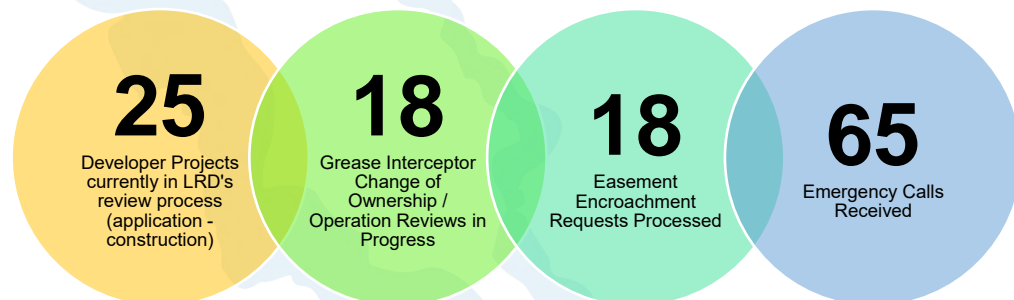 25
Developer Projects
currently in LRD's
review process
(application -
construction)
18
Grease Interceptor
Change of
Ownership /
Operation Reviews in
Progress
18
Easement
Encroachment
Requests Processed
65
Emergency Calls
Received